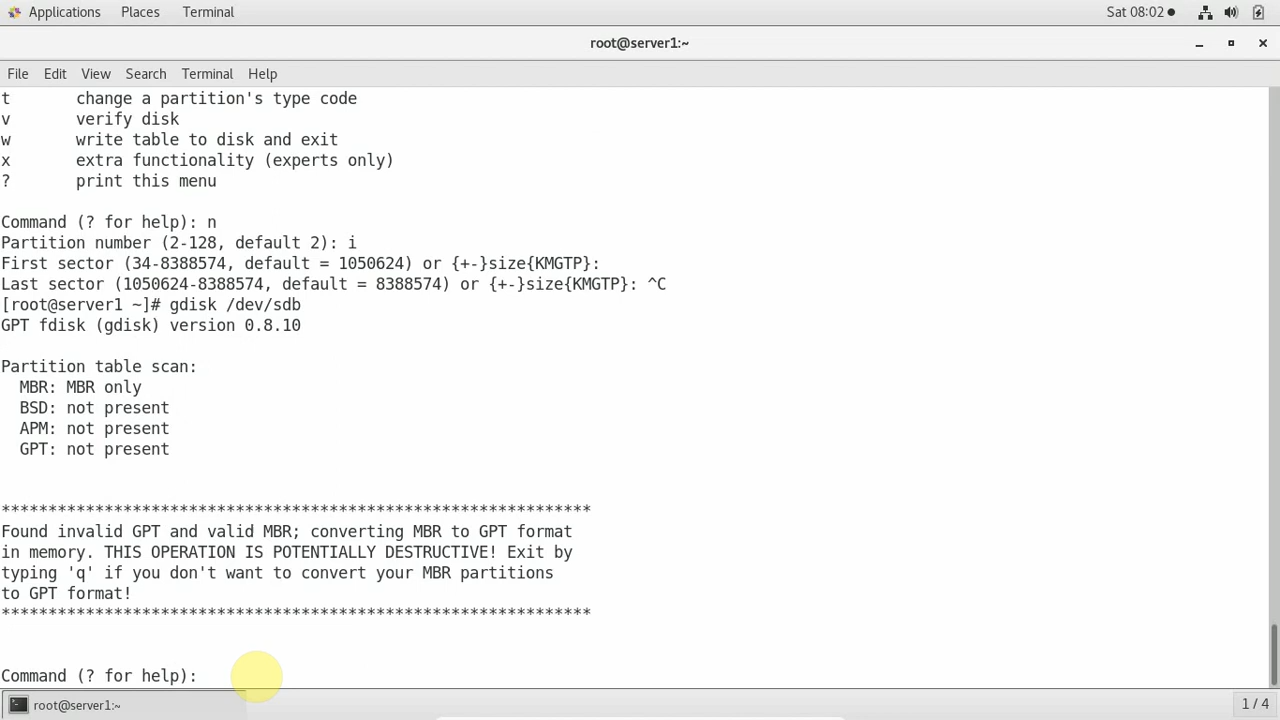 Applications Places Terminal Sat 08:02
root@server1:~
File Edit View Search Terminal Help
t change a partition's type code
v verify disk
w write table to disk and exit
x extra functionality (experts only)
? print this menu
Command (? for help): n
Partition number (2-128, default 2): i
First sector (34-8388574, default = 1050624) or {+-}size{KMGTP}:
Last sector (1050624-8388574, default = 8388574) or {+-}size{KMGTP}: ^C
[root@server1 ~]# gdisk /dev/sdb
GPT fdisk (gdisk) version 0.8.10
Partition table scan:
MBR: MBR only
BSD: not present
APM: not present
GPT: not present
***************************************************************
Found invalid GPT and valid MBR; converting MBR to GPT format
in memory. THIS OPERATION IS POTENTIALLY DESTRUCTIVE! Exit by
typing 'q' if you don't want to convert your MBR partitions
to GPT format!
***************************************************************
Command (? for help):
root@server1:~ 1 / 4